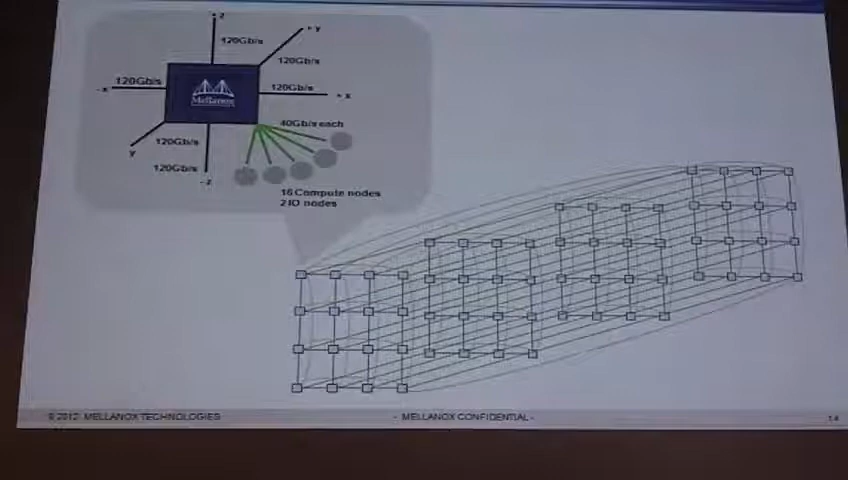 +z
120Gb/s
+y
120Gb/s
120Gb/s
120Gb/s
- x
+ x
Mellanox
40Gb/s each
120Gb/s
y
120Gb/s
-z
16 Compute nodes
2 IO nodes
© 2012 MELLANOX TECHNOLOGIES
- MELLANOX CONFIDENTIAL -
14